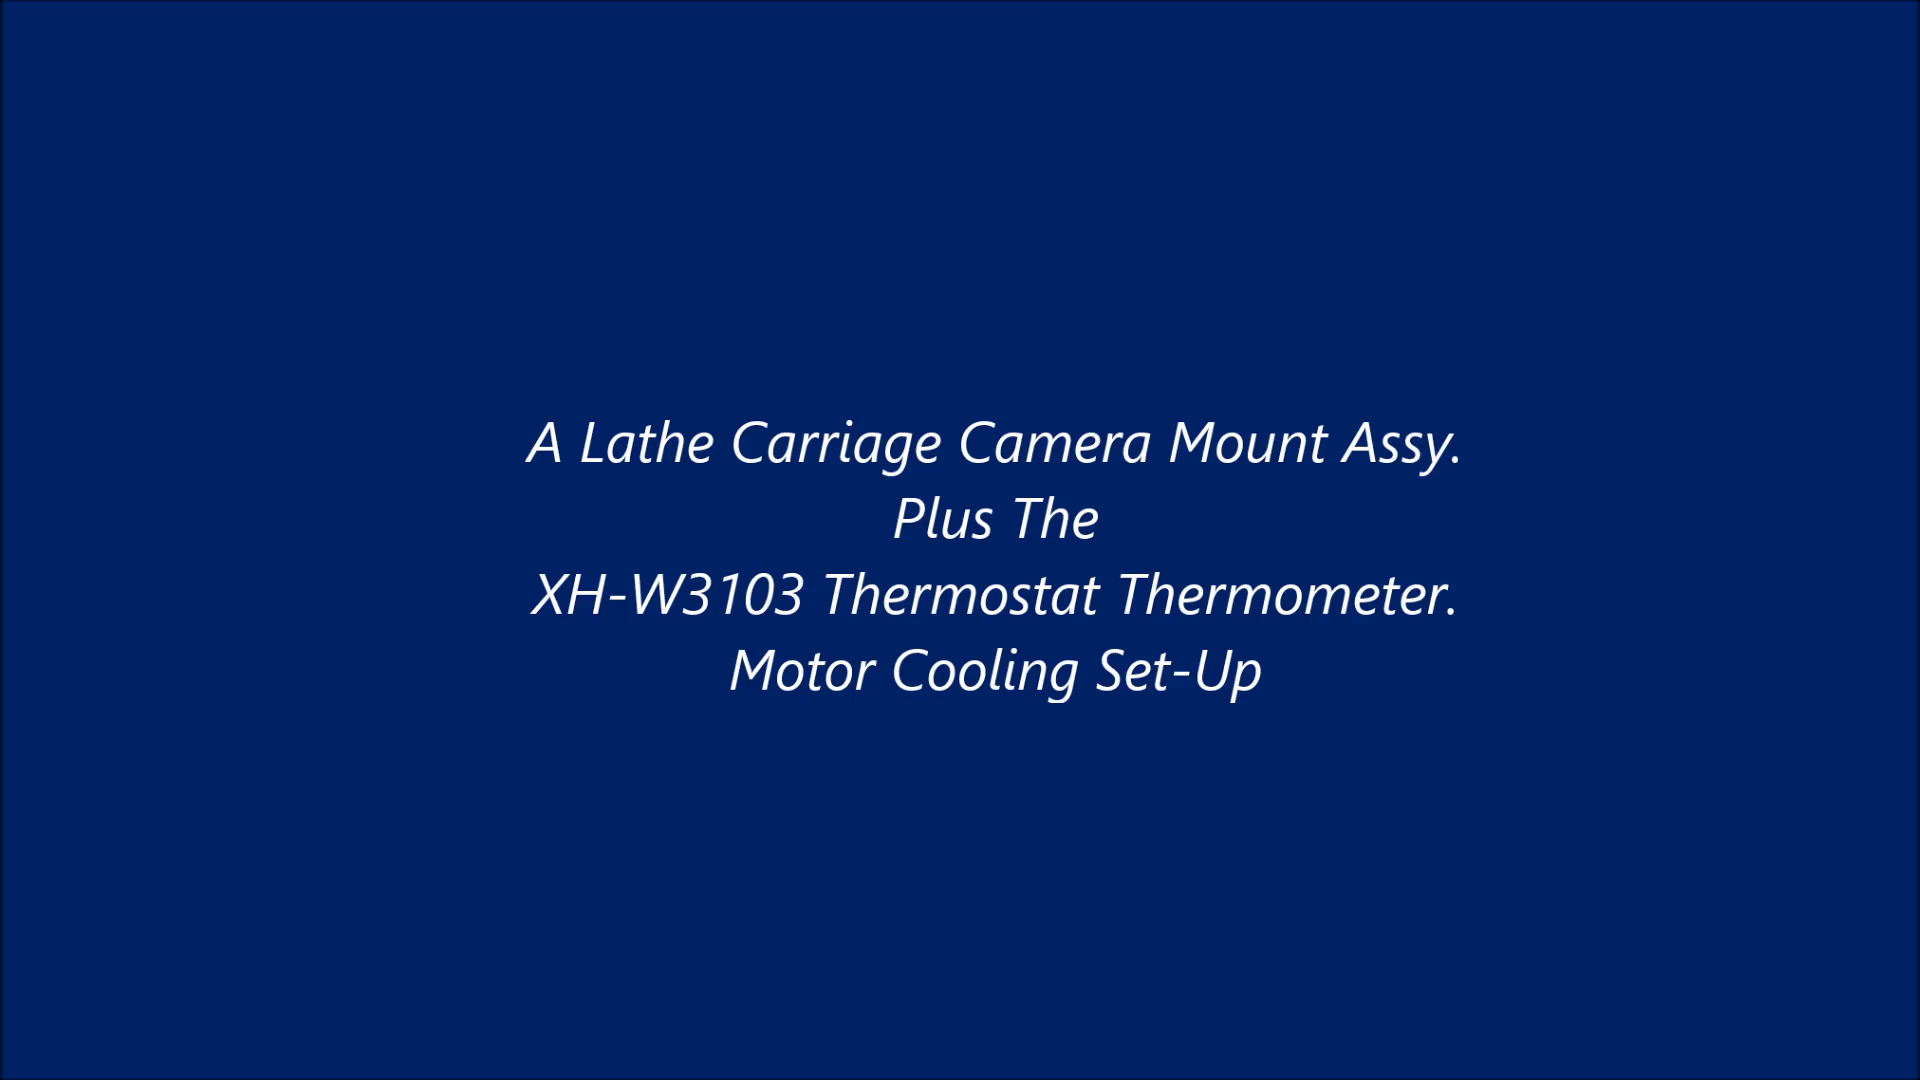 A Lathe Carriage Camera Mount Assy.
Plus The
XH-W3103 Thermostat Thermometer.
Motor Cooling Set-Up